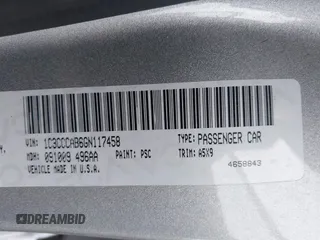 VIN: 1C3CCCAB6GN117458 TYPE: PASSENGER CAR
MDH: 091009 496AA PAINT: PSC TRIM: A5X9
VEHICLE MADE IN U.S.A. 4658843
DREAMBID